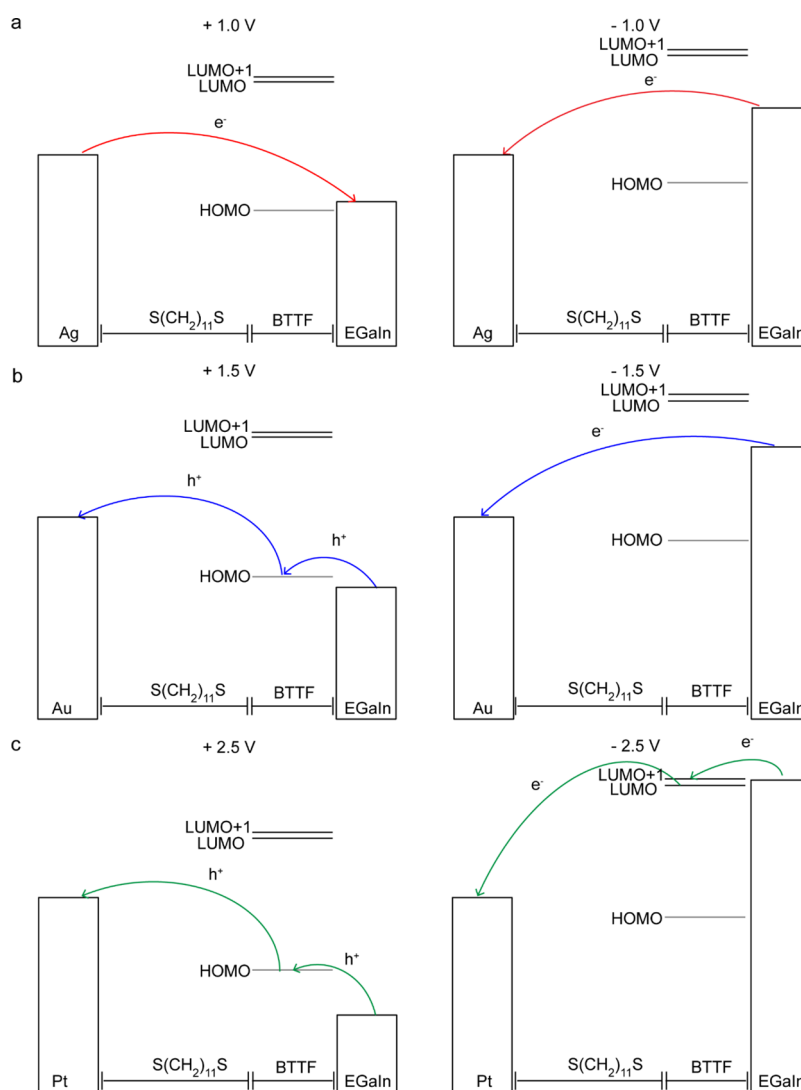 a
+ 1.0 V
- 1.0 V
LUMO+1
LUMO
e⁻
HOMO
S(CH₂)₁₁S
BTTF
Ag
EGaIn
LUMO+1
LUMO
e⁻
HOMO
S(CH₂)₁₁S
BTTF
Ag
EGaIn
b
+ 1.5 V
- 1.5 V
LUMO+1
LUMO
h⁺
h⁺
HOMO
S(CH₂)₁₁S
BTTF
Au
EGaIn
LUMO+1
LUMO
e⁻
HOMO
S(CH₂)₁₁S
BTTF
Au
EGaIn
c
+ 2.5 V
- 2.5 V
LUMO+1
LUMO
h⁺
h⁺
HOMO
S(CH₂)₁₁S
BTTF
Pt
EGaIn
e⁻
LUMO+1
LUMO
e⁻
HOMO
S(CH₂)₁₁S
BTTF
Pt
EGaIn